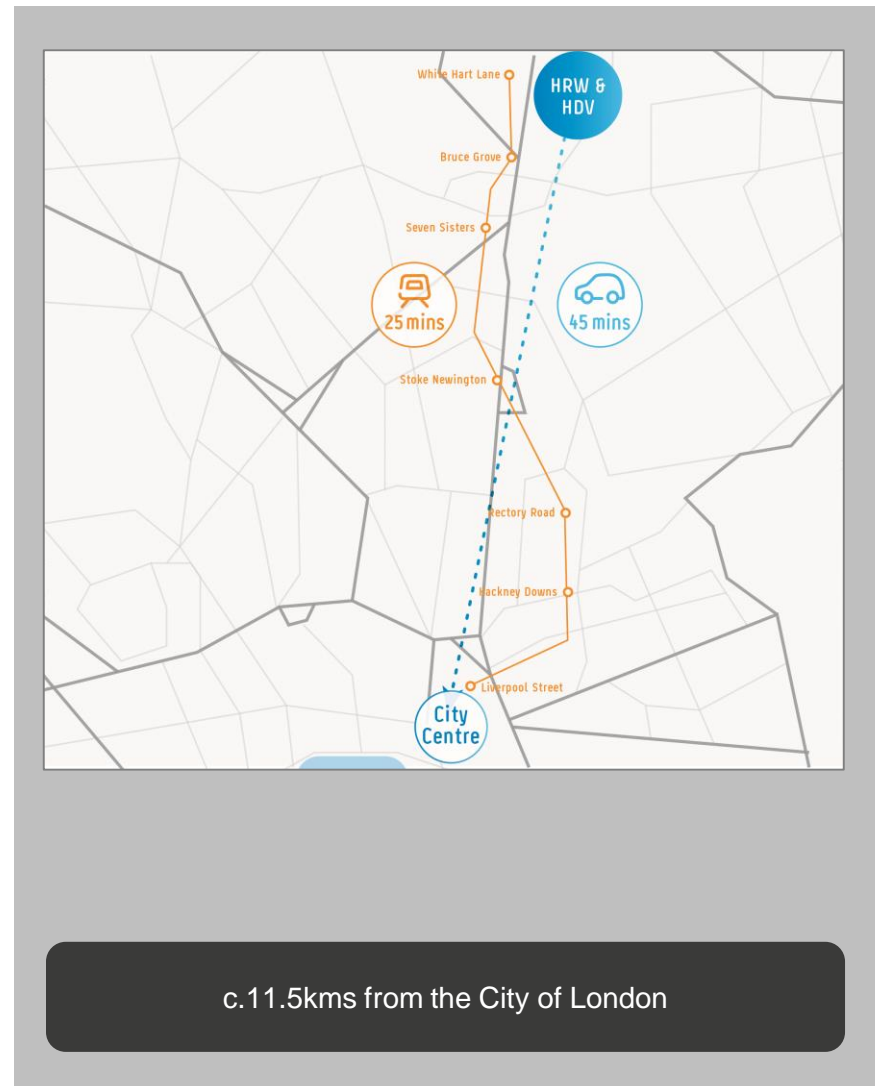 White Hart Lane
HRW &
HDV
Bruce Grove
Seven Sisters
25 mins
45 mins
Stoke Newington
Rectory Road
Hackney Downs
Liverpool Street
City
Centre
c.11.5kms from the City of London